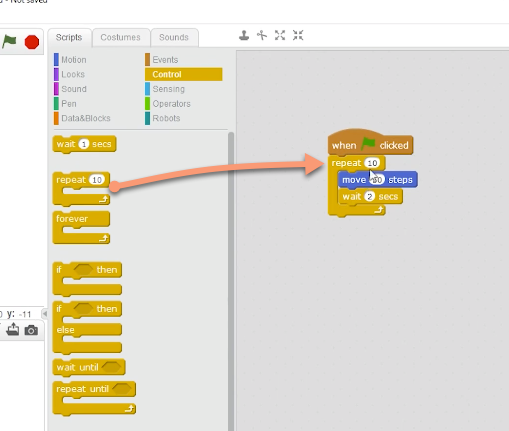 - Not saved
Scripts Costumes Sounds
Motion Events
Looks Control
Sound Sensing
Pen Operators
Data&Blocks Robots
wait 1 secs
repeat 10
forever
if then
if then
else
wait until
repeat until
when clicked
repeat 10
move steps
wait 2 secs
y: -11